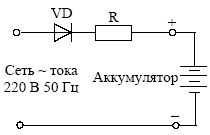 VD
R
+
Сеть ~ тока
220 В 50 Гц
Аккумулятор
−